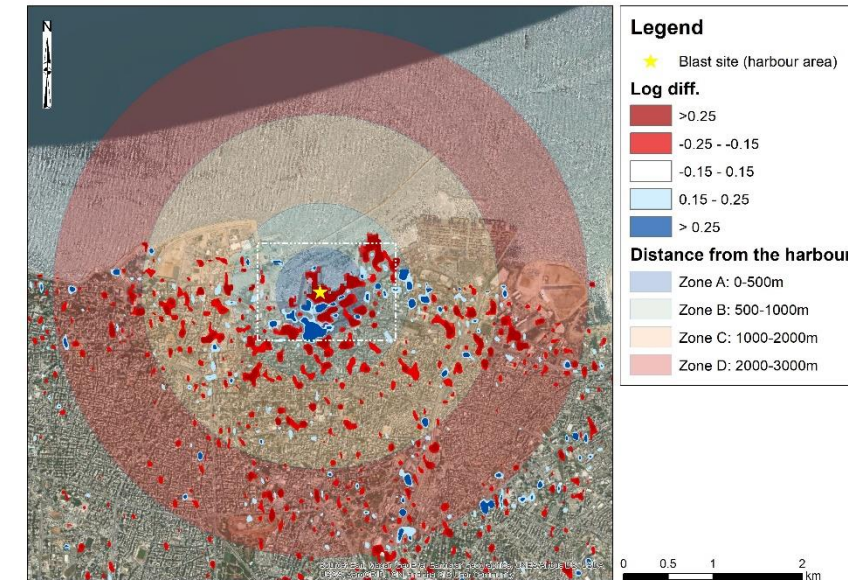 N
Legend
Blast site (harbour area)
Log diff.
>0.25
-0.25 - -0.15
-0.15 - 0.15
0.15 - 0.25
> 0.25
Distance from the harbour
Zone A: 0-500m
Zone B: 500-1000m
Zone C: 1000-2000m
Zone D: 2000-3000m
0 0.5 1 2
km